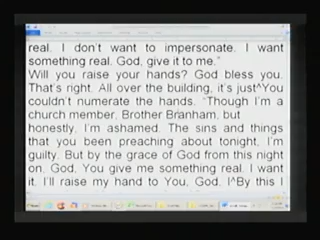 real. I don't want to impersonate. I want
something real. God, give it to me."
Will you raise your hands? God bless you.
That's right. All over the building, it's just^You
couldn't numerate the hands. "Though I'm a
church member, Brother Branham, but
honestly, I'm ashamed. The sins and things
that you been preaching about tonight, I'm
guilty. But by the grace of God from this night
on, God, You give me something real. I want
it. I'll raise my hand to You, God. I^By this I